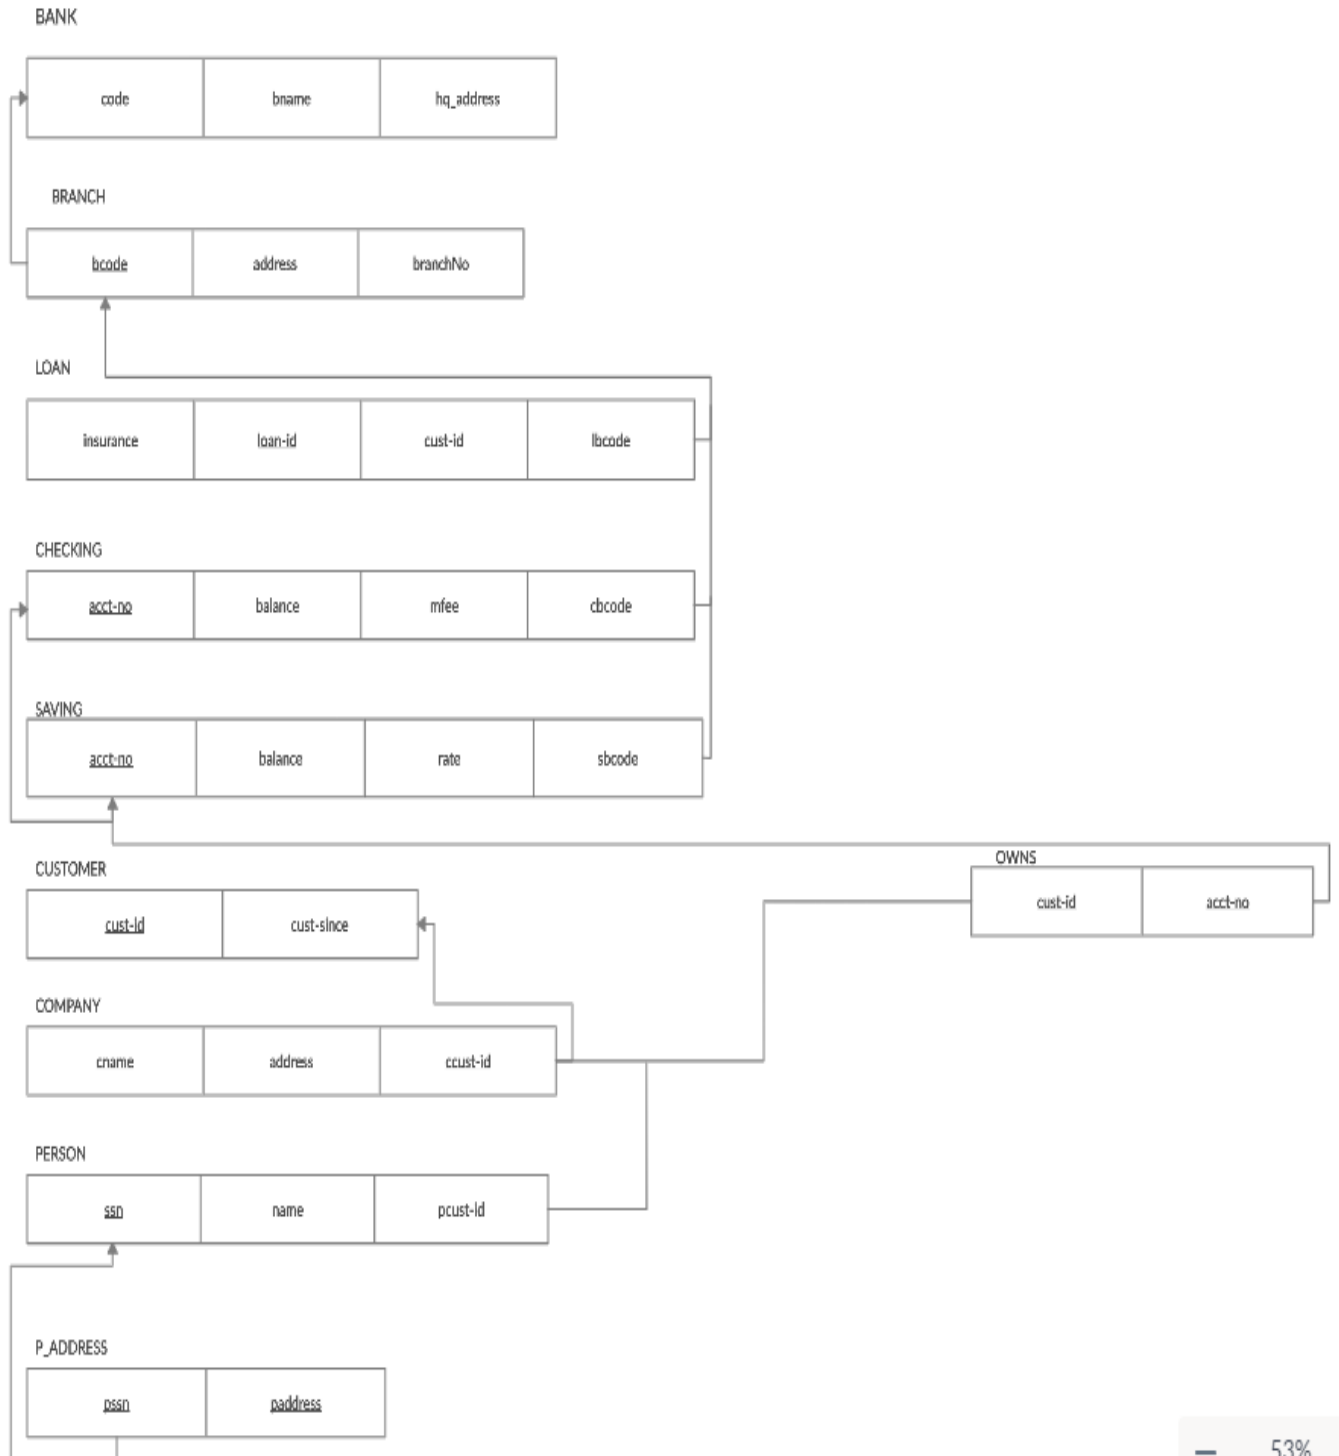 BANK
code bname hq_address
BRANCH
bcode address branchNo
LOAN
insurance loan-id cust-id lbcode
CHECKING
acct-no balance mfee cbcode
SAVING
acct-no balance rate sbcode
OWNS
cust-id acct-no
CUSTOMER
cust-id cust-since
COMPANY
cname address ccust-id
PERSON
ssn name pcust-id
P_ADDRESS
pssn paddress
53%